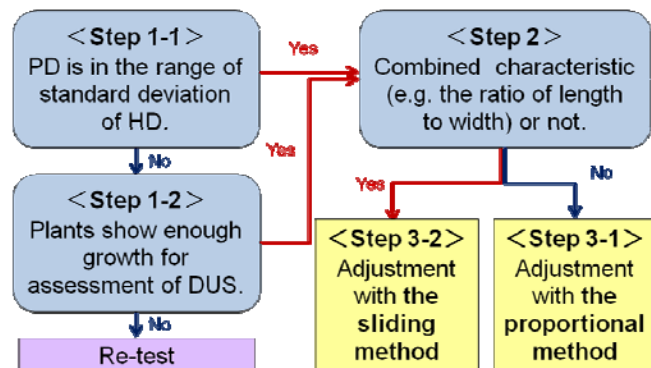 <Step 1-1>
PD is in the range of
standard deviation
of HD.
Yes
<Step 2>
Combined characteristic
(e.g. the ratio of length
to width) or not.
No
Yes
<Step 1-2>
Plants show enough
growth for
assessment of DUS.
Yes
No
<Step 3-2>
Adjustment
with the
sliding
method
<Step 3-1>
Adjustment
with the
proportional
method
No
Re-test